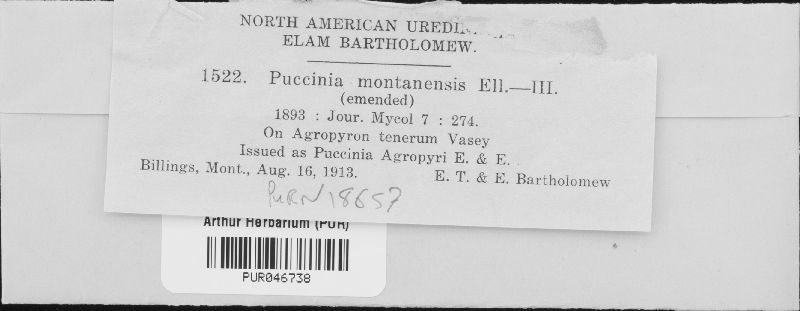 NORTH AMERICAN
ELAM BARTHOLOMEW.
1522. Puccinia montanensis Ell.—III.
(emended)
1893 : Jour. Mycol 7 : 274.
On Agropyron tenerum Vasey
Issued as Puccinia Agropyri E. & E.
Billings, Mont., Aug. 16, 1913. E. T. & E. Bartholomew
PURN18657
Arthur Herbarium (PUR)
PUR046738